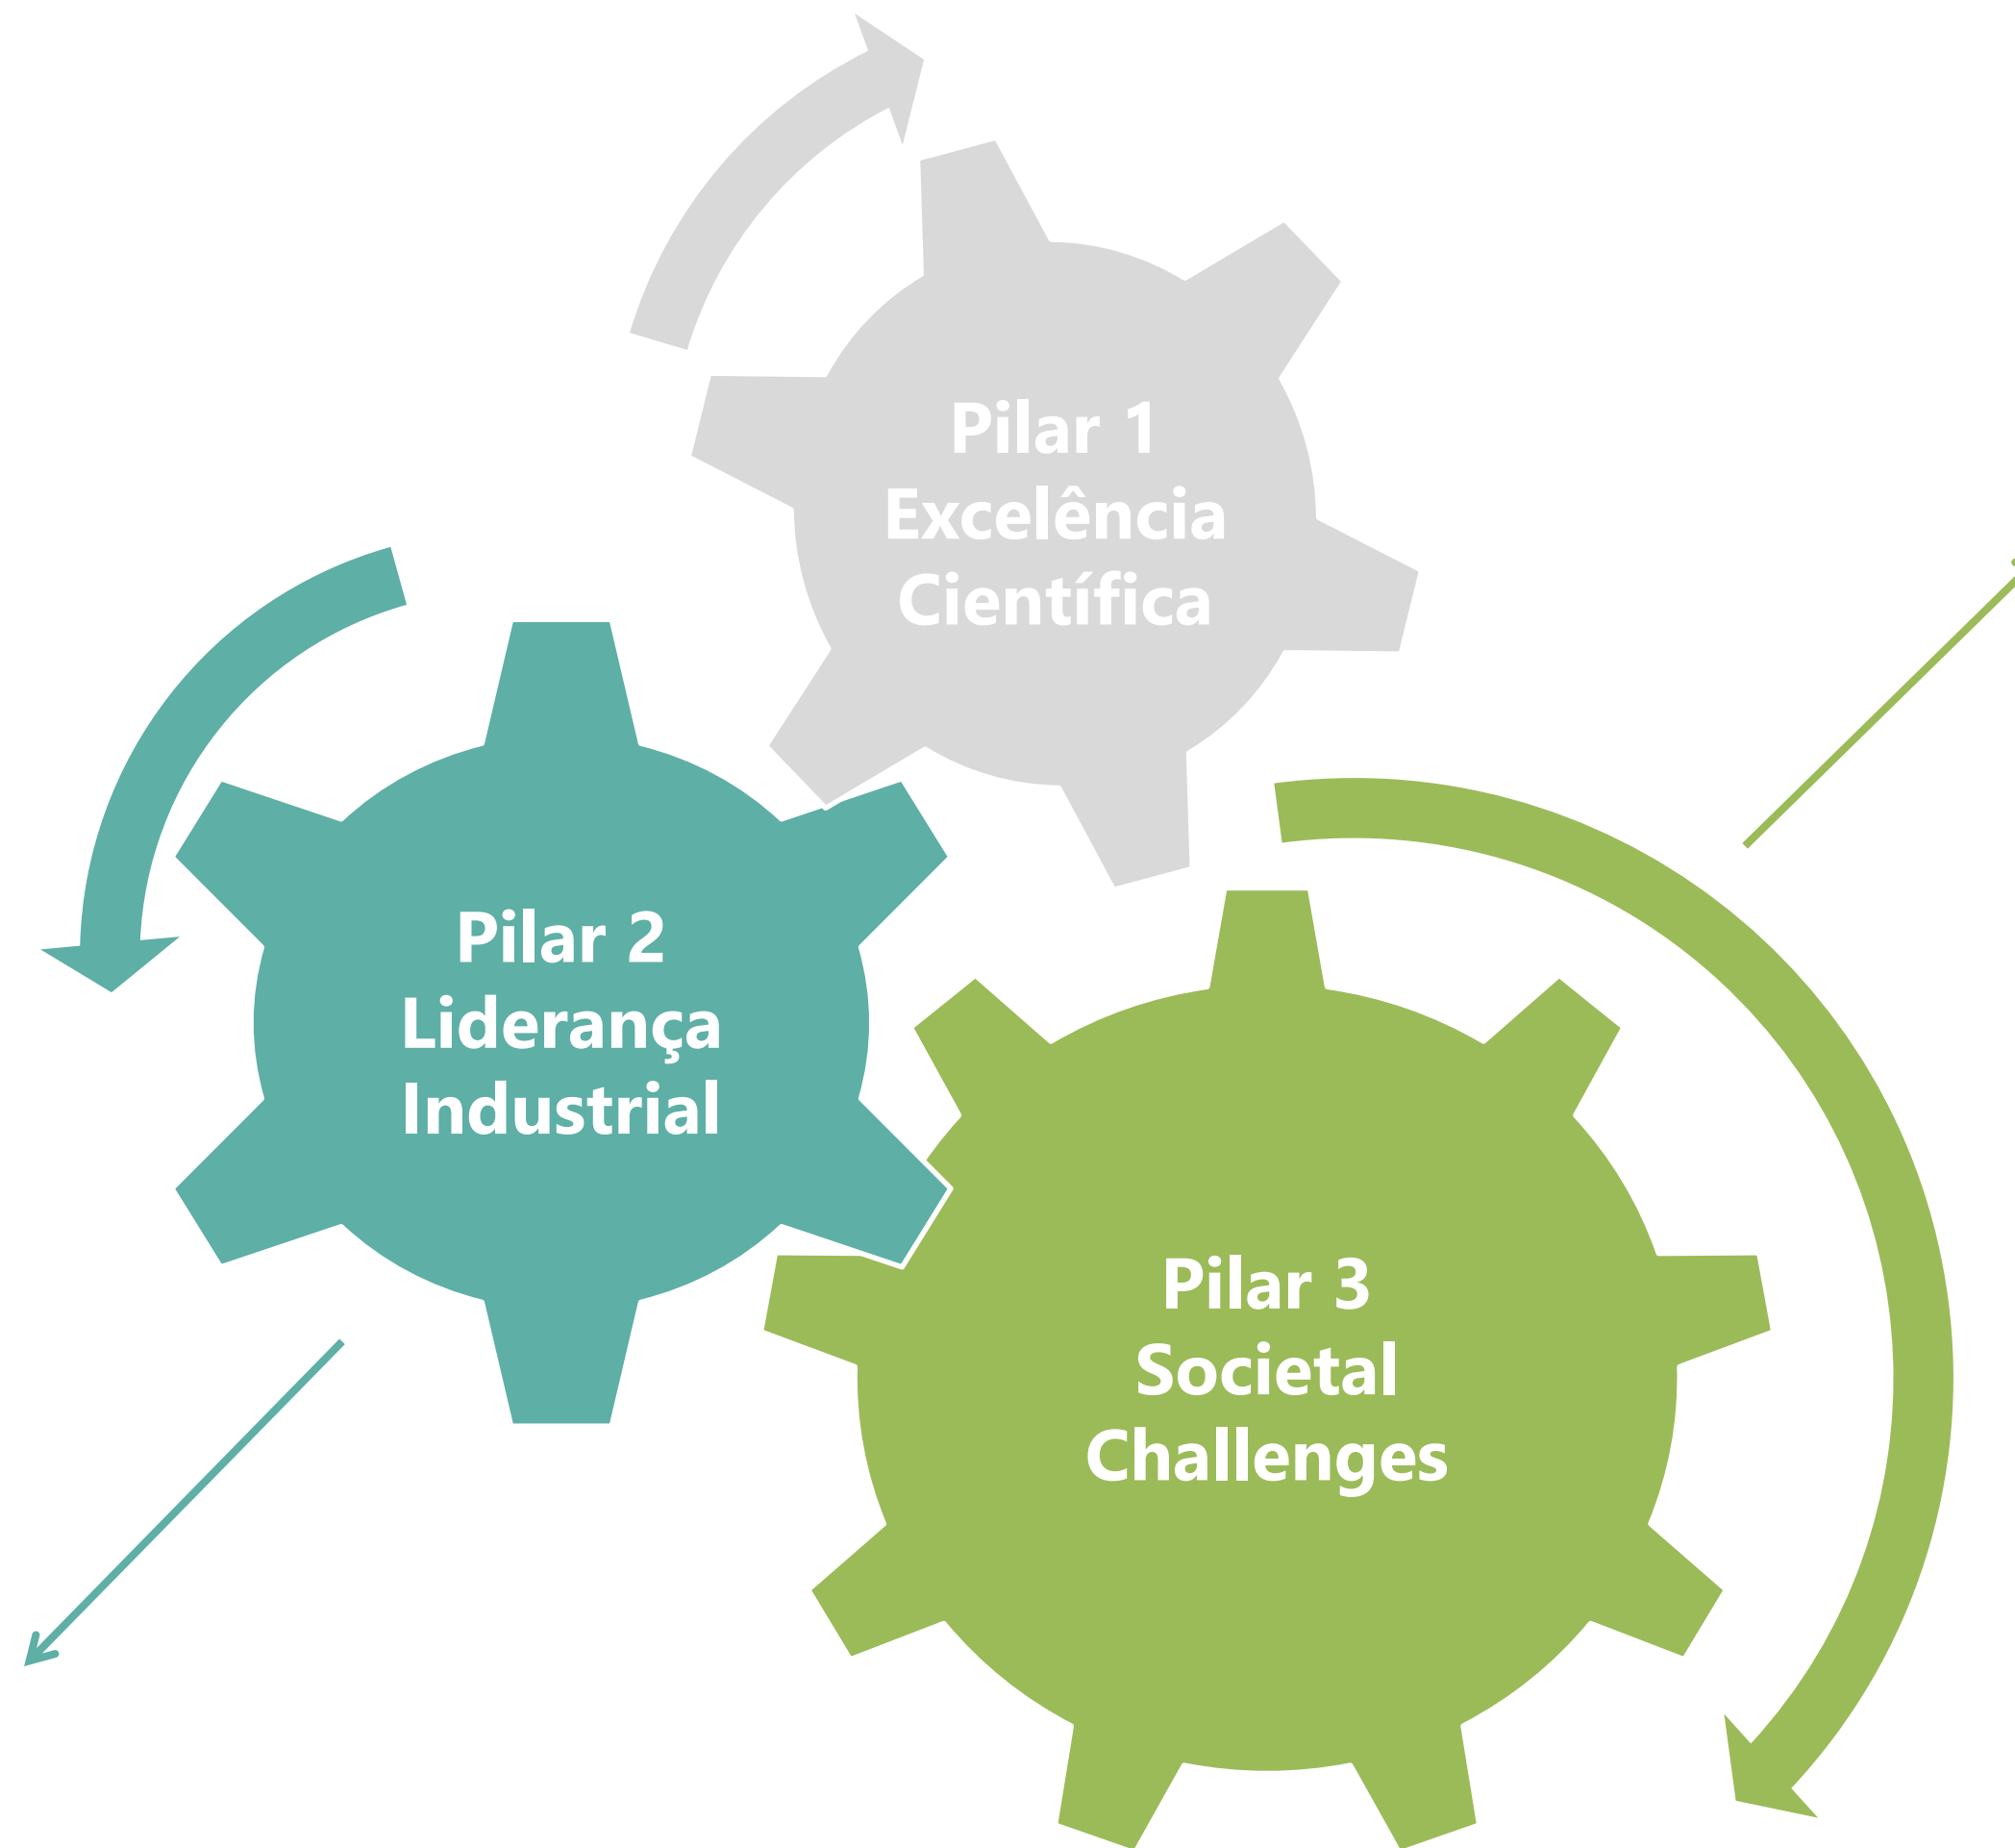 Pilar 1
Excelência
Científica
Pilar 2
Liderança
Industrial
Pilar 3
Societal
Challenges